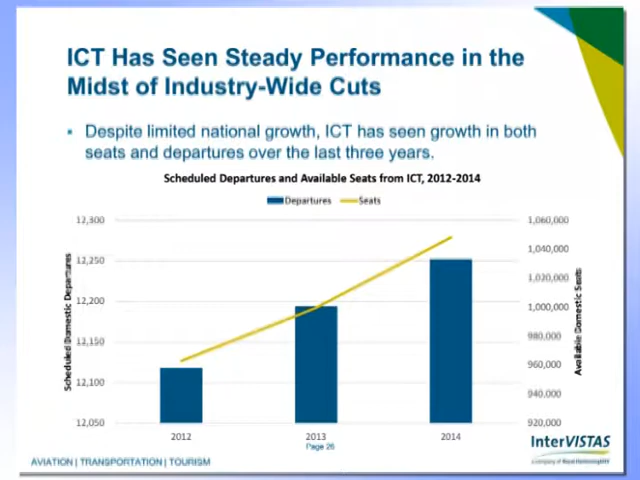 ICT Has Seen Steady Performance in the
Midst of Industry-Wide Cuts
▪ Despite limited national growth, ICT has seen growth in both
seats and departures over the last three years.
Scheduled Departures and Available Seats from ICT, 2012-2014
Departures Seats
Scheduled Domestic Departures
12,300
12,250
12,200
12,150
12,100
12,050
1,060,000
1,040,000
1,020,000
1,000,000
980,000
960,000
940,000
920,000
Available Domestic Seats
2012 2013 2014
Page 26
AVIATION | TRANSPORTATION | TOURISM
InterVISTAS
a company of Royal HaskoningDHV